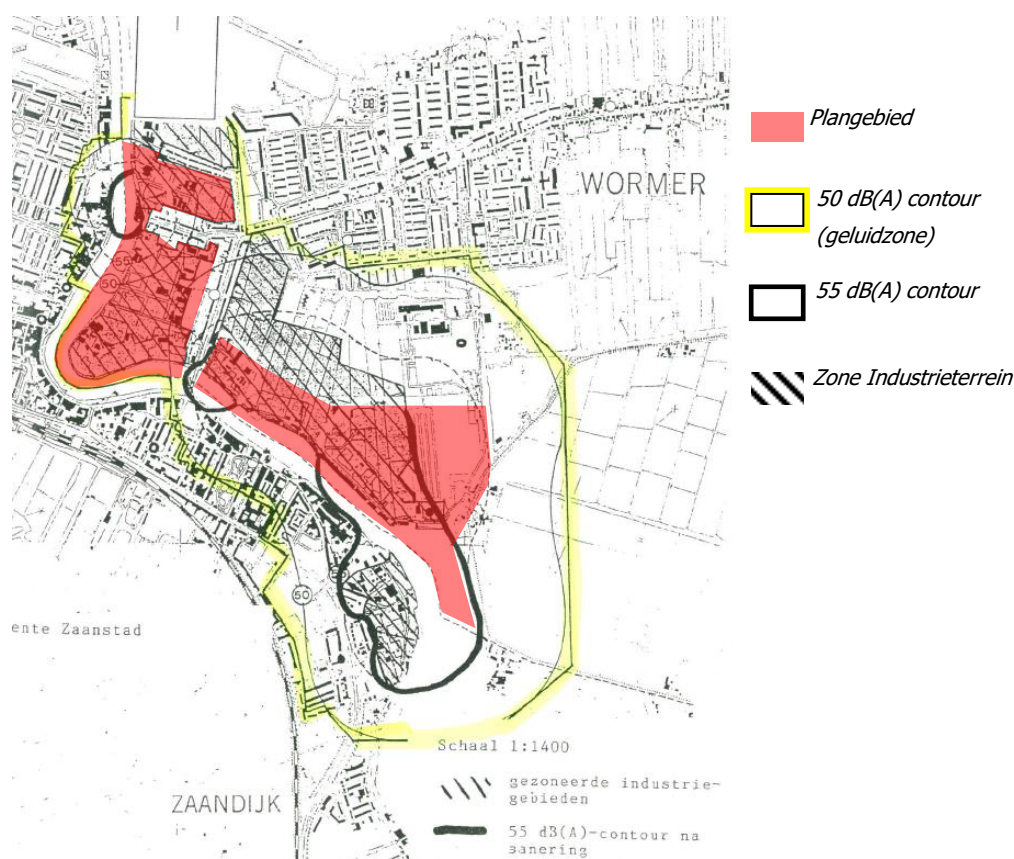 WORMER
55
50
50
ente Zaanstad
ZAANDIJK
Schaal 1:1400
gezoneerde industrie-
gebieden
55 dB(A)-contour na
sanering
Plangebied
50 dB(A) contour
(geluidzone)
55 dB(A) contour
Zone Industrieterrein